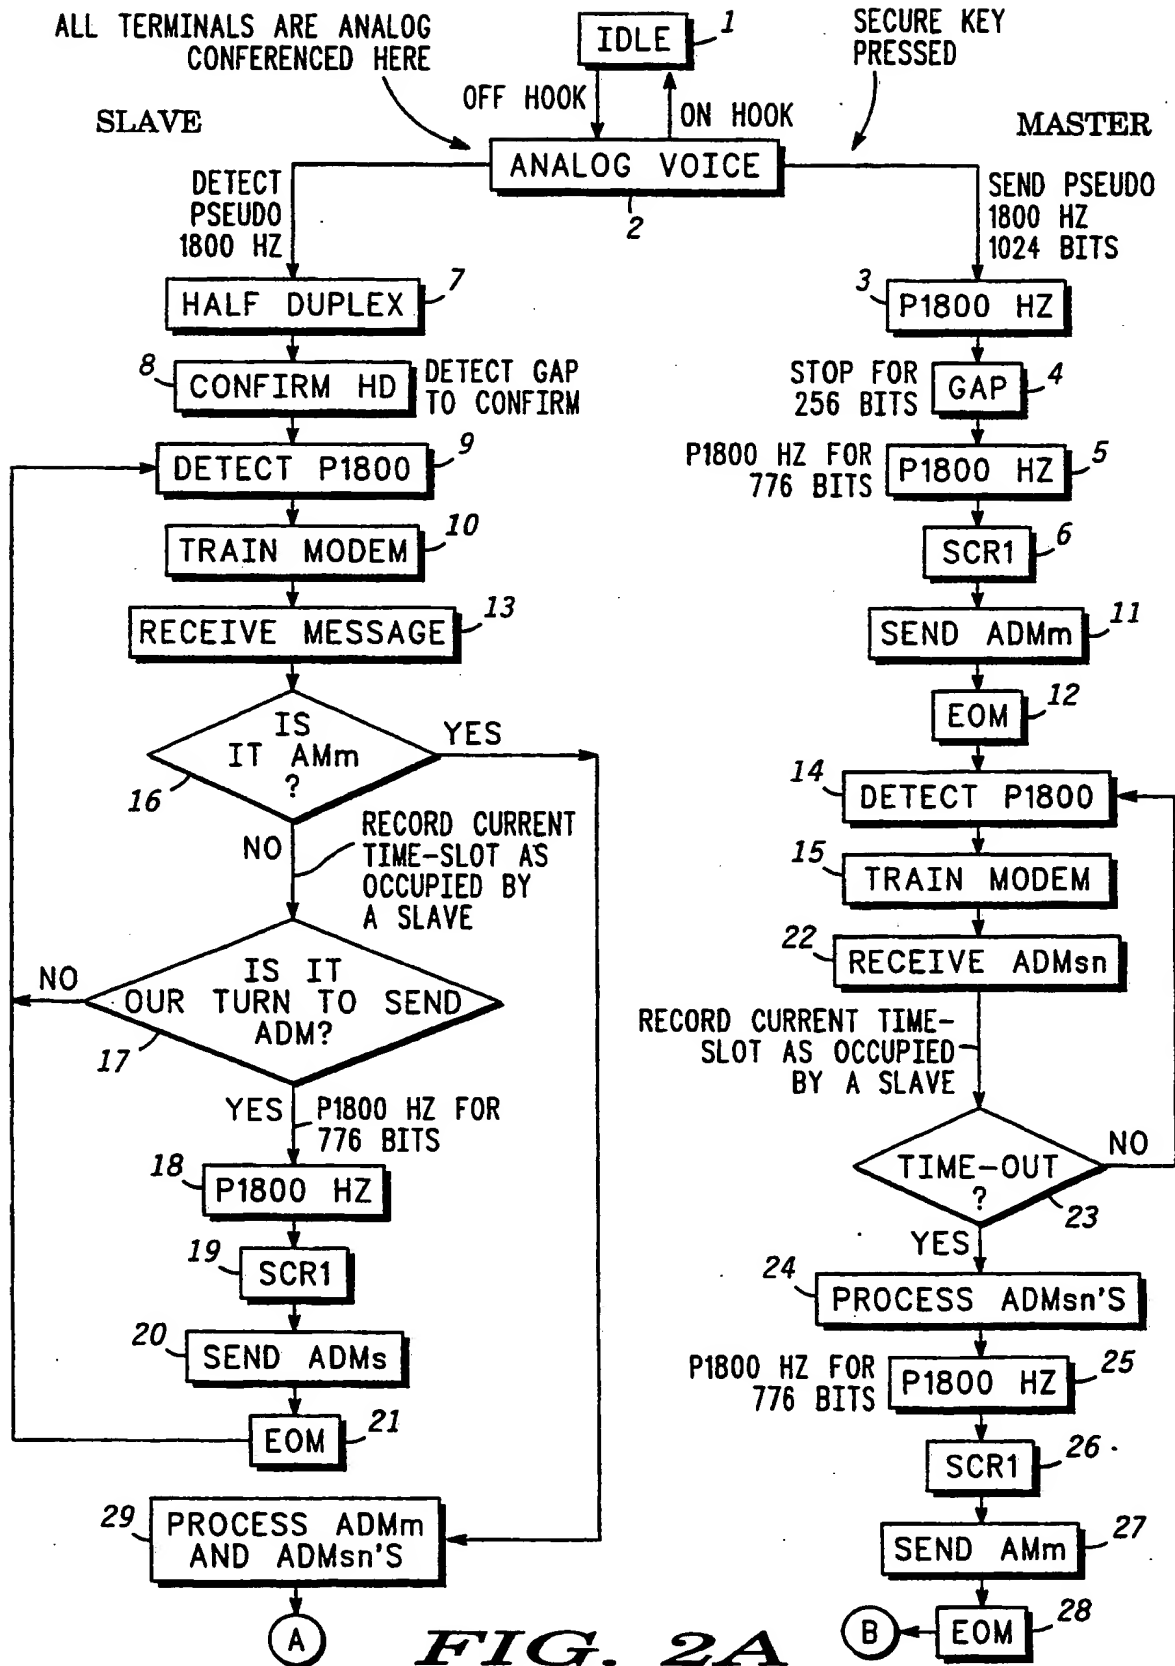 ALL TERMINALS ARE ANALOG
CONFERENCED HERE
IDLE
1
SECURE KEY
PRESSED
OFF HOOK
ON HOOK
SLAVE
MASTER
ANALOG VOICE
2
DETECT
PSEUDO
1800 HZ
SEND PSEUDO
1800 HZ
1024 BITS
HALF DUPLEX
7
3
P1800 HZ
8
CONFIRM HD
DETECT GAP
TO CONFIRM
STOP FOR
256 BITS
GAP
4
DETECT P1800
9
P1800 HZ FOR
776 BITS
P1800 HZ
5
TRAIN MODEM
10
SCR1
6
RECEIVE MESSAGE
13
SEND ADMm
11
EOM
12
IS
IT AMm
?
16
YES
NO
RECORD CURRENT
TIME-SLOT AS
OCCUPIED BY
A SLAVE
14
DETECT P1800
15
TRAIN MODEM
22
RECEIVE ADMsn
NO
IS IT
OUR TURN TO SEND
ADM?
17
RECORD CURRENT TIME-
SLOT AS OCCUPIED
BY A SLAVE
YES
P1800 HZ FOR
776 BITS
TIME-OUT
?
NO
23
YES
18
P1800 HZ
19
SCR1
24
PROCESS ADMsn'S
20
SEND ADMs
P1800 HZ FOR
776 BITS
P1800 HZ
25
EOM
21
SCR1
26
29
PROCESS ADMm
AND ADMsn'S
SEND AMm
27
A
B
EOM
28
FIG. 2A